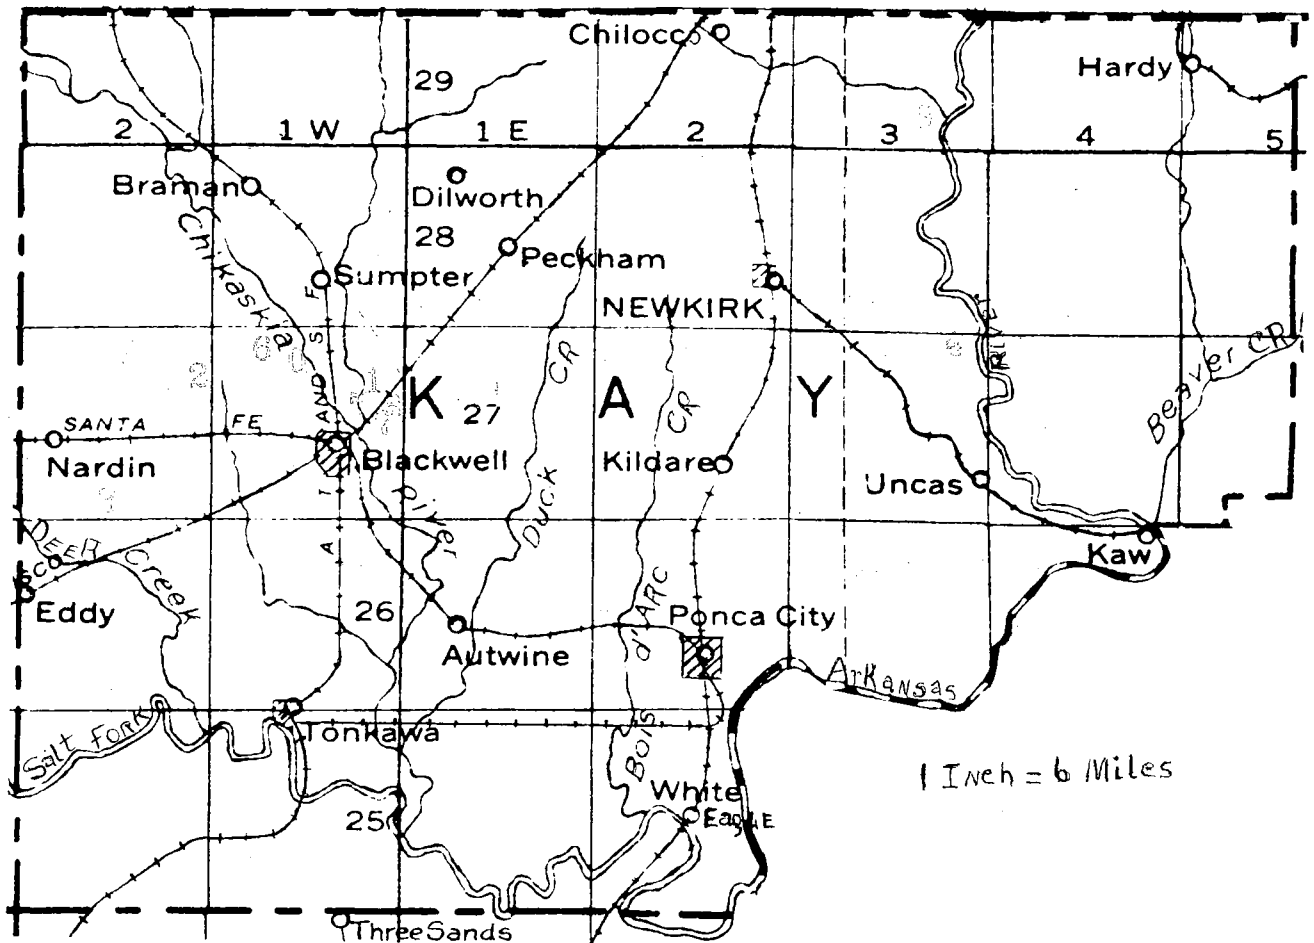 Chilocco
Hardy
29
2
1 W
1 E
2
3
4
5
Braman
Dilworth
28
Chikaskia
Peckham
Sumpter
NEWKIRK
RIVER
Beaver CR
K
27
A
Y
SANTA
FE
S F
AND
CR
CR
Nardin
Blackwell
Kildare
Uncas
River
Duck
DEER Creek
Kaw
Eddy
26
A T
d'ARC
Ponca City
Autwine
Arkansas
Salt FORK
Tonkawa
Bois
1 Inch = 6 Miles
White
EaglE
25
Three Sands